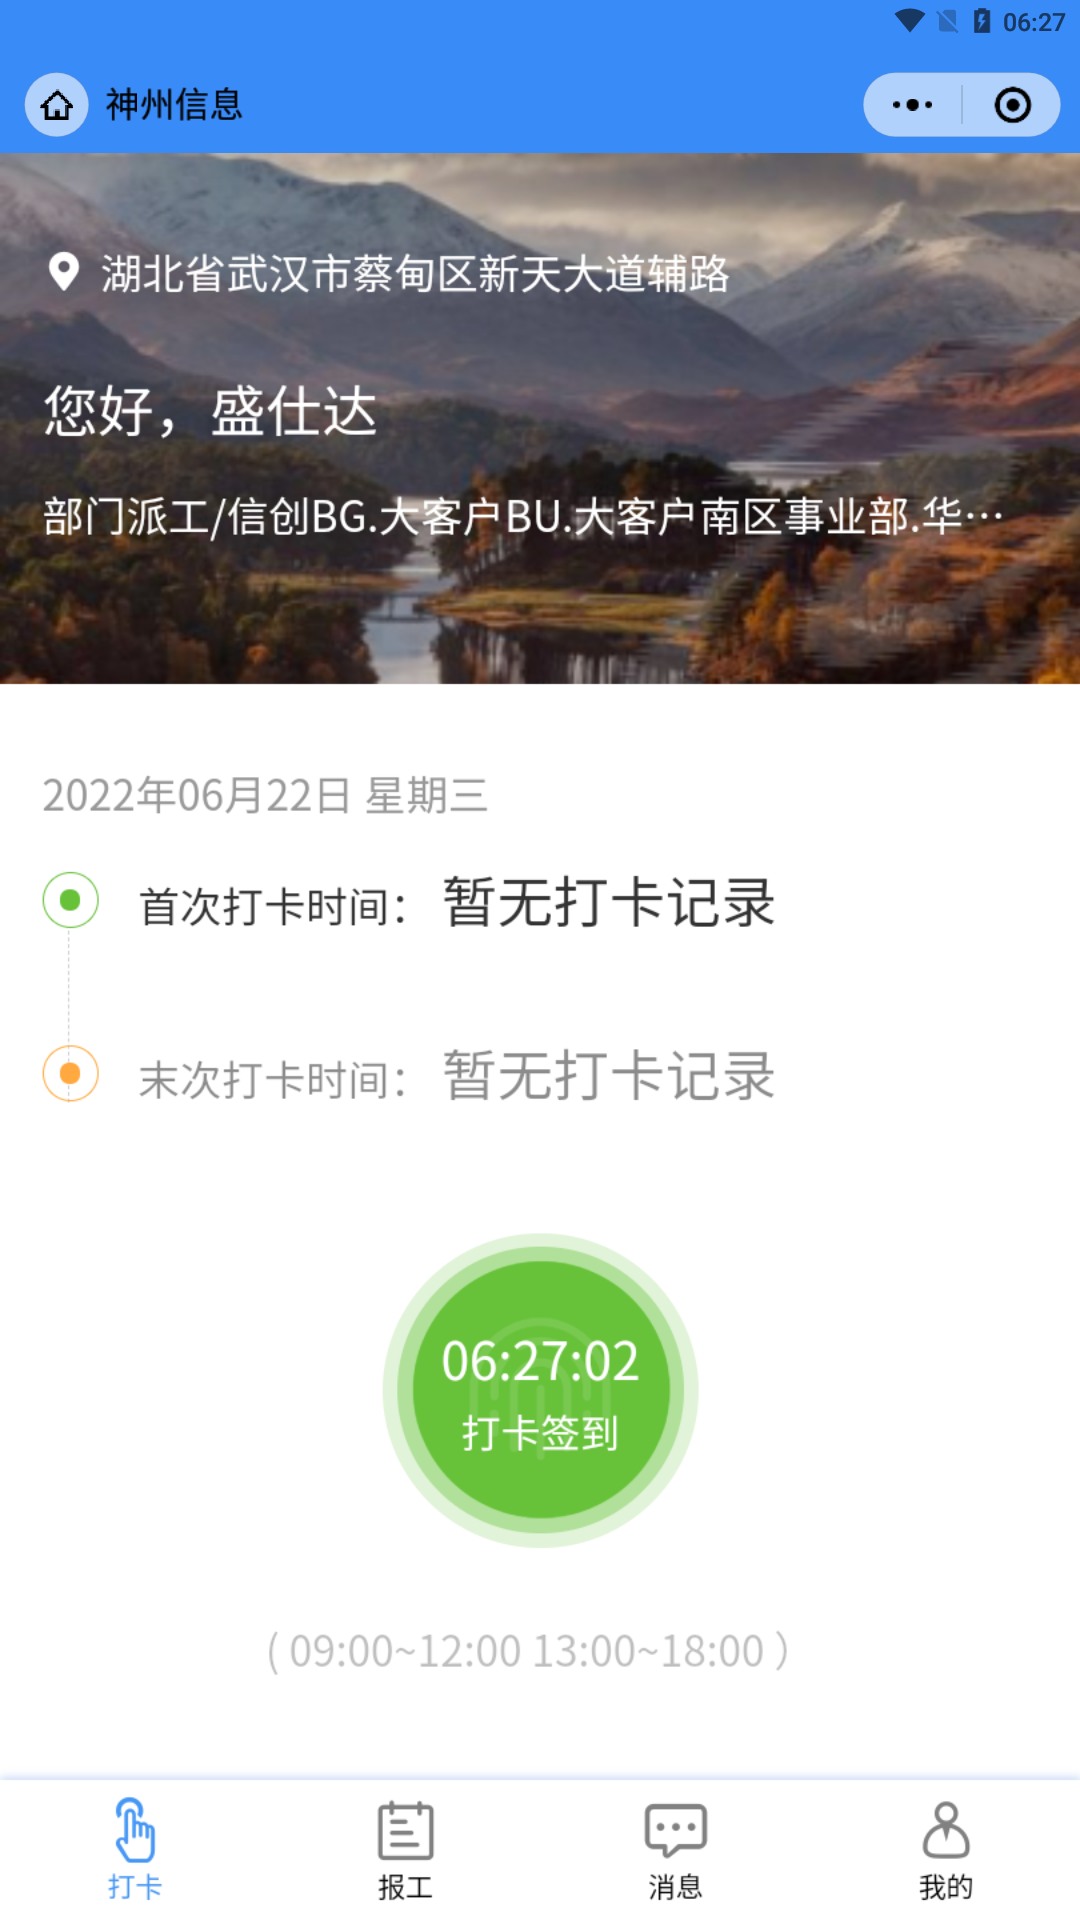 06:27
神州信息
湖北省武汉市蔡甸区新天大道辅路
您好，盛仕达
部门派工/信创BG.大客户BU.大客户南区事业部.华…
2022年06月22日 星期三
首次打卡时间： 暂无打卡记录
末次打卡时间： 暂无打卡记录
06:27:02
打卡签到
( 09:00~12:00 13:00~18:00 )
打卡 报工 消息 我的